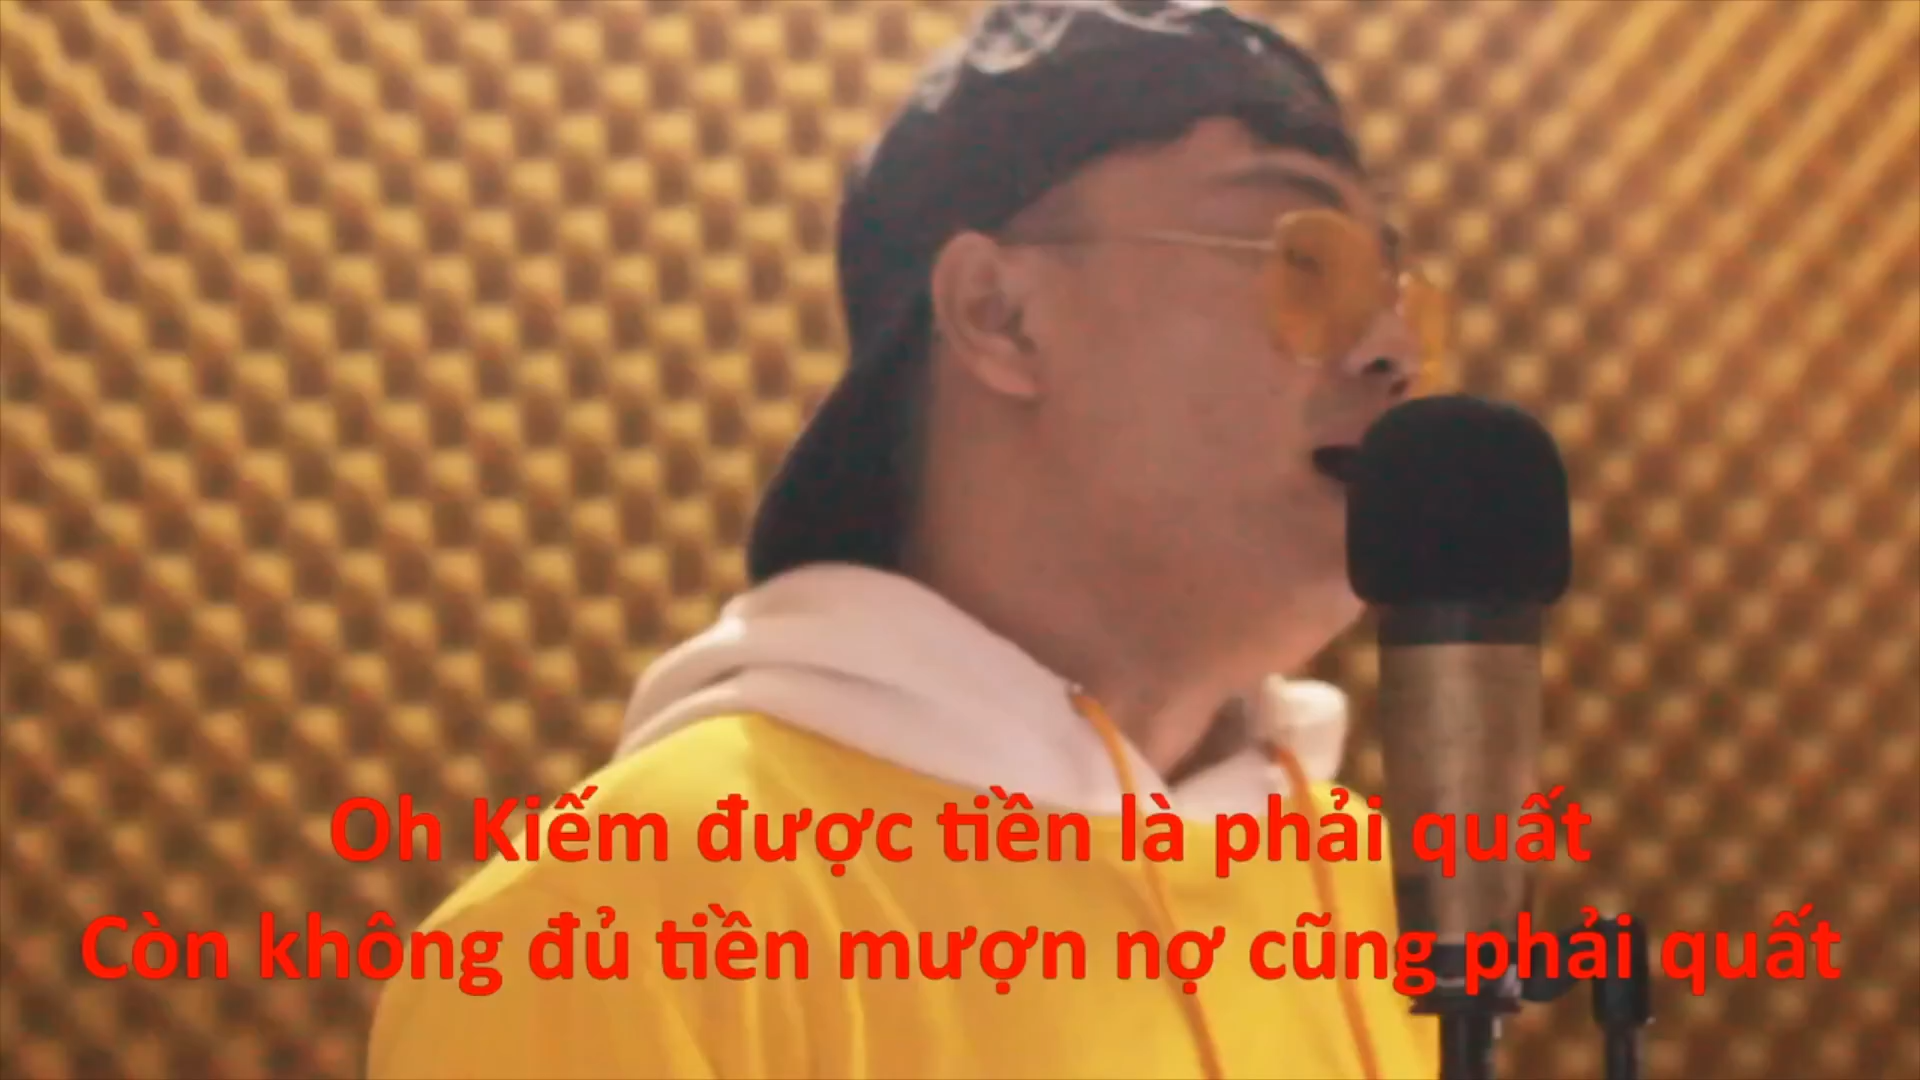 Oh Kiếm được tiền là phải quất
Còn không đủ tiền mượn nợ cũng phải quất